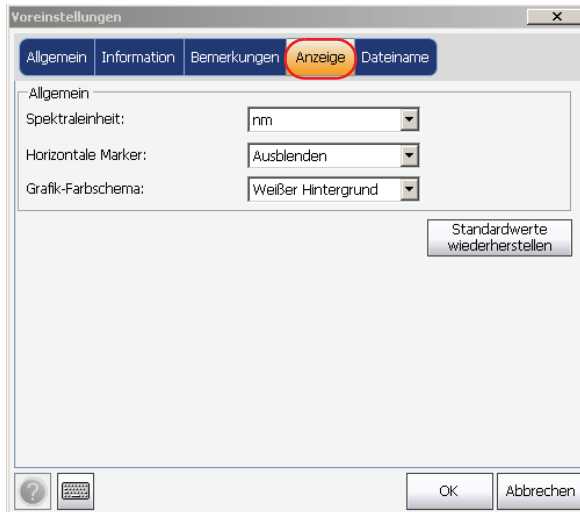 Voreinstellungen
Allgemein Information Bemerkungen Anzeige Dateiname
Allgemein
Spektraleinheit: nm
Horizontale Marker: Ausblenden
Grafik-Farbschema: Weißer Hintergrund
Standardwerte
wiederherstellen
? OK Abbrechen